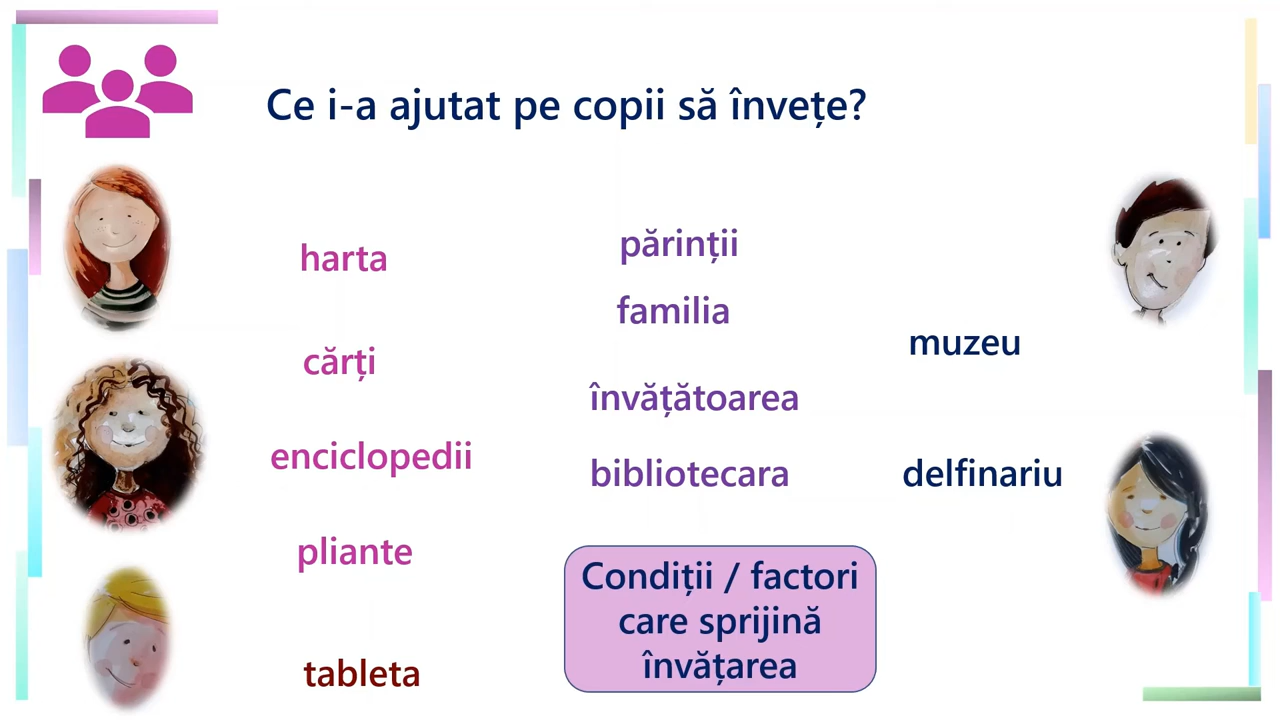 Ce i-a ajutat pe copii să învețe?
harta
cărți
enciclopedii
pliante
tableta
părinții
familia
învățătoarea
bibliotecara
muzeu
delfinariu
Condiții / factori
care sprijină
învățarea